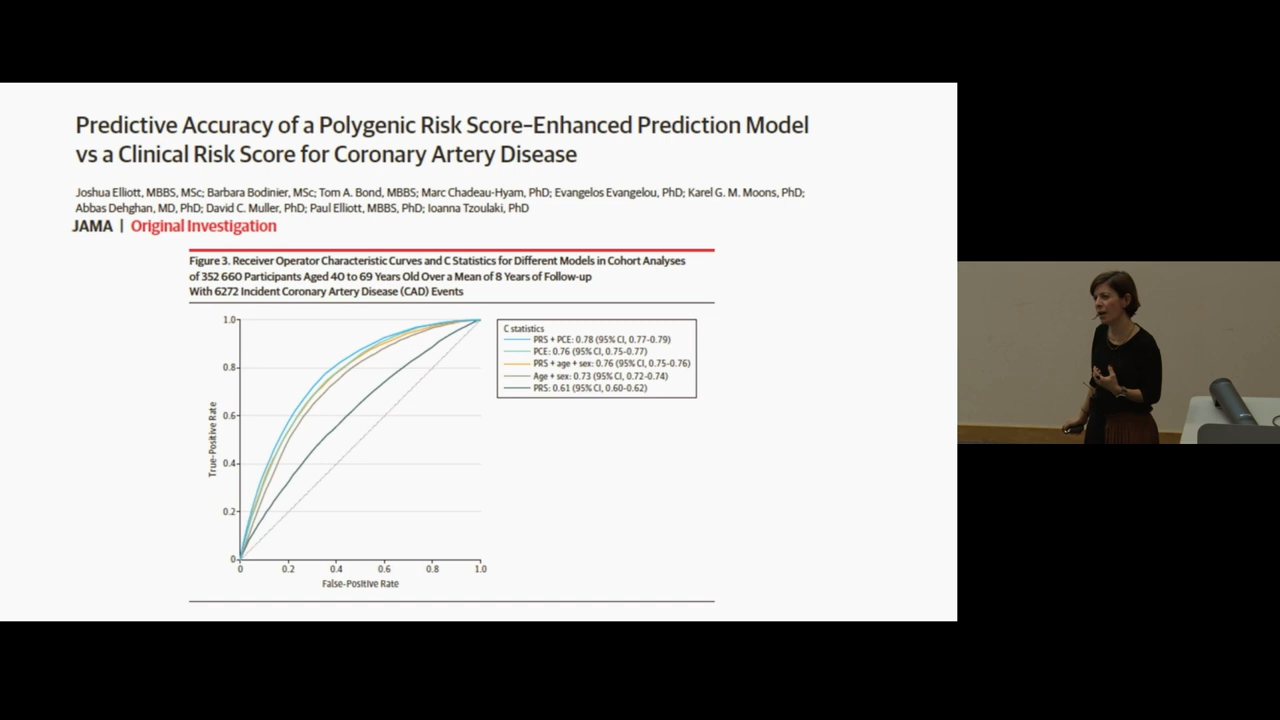 Predictive Accuracy of a Polygenic Risk Score–Enhanced Prediction Model
vs a Clinical Risk Score for Coronary Artery Disease
Joshua Elliott, MBBS, MSc; Barbara Bodinier, MSc; Tom A. Bond, MBBS; Marc Chadeau-Hyam, PhD; Evangelos Evangelou, PhD; Karel G. M. Moons, PhD;
Abbas Dehghan, MD, PhD; David C. Muller, PhD; Paul Elliott, MBBS, PhD; Ioanna Tzoulaki, PhD
JAMA | Original Investigation
Figure 3. Receiver Operator Characteristic Curves and C Statistics for Different Models in Cohort Analyses
of 352 660 Participants Aged 40 to 69 Years Old Over a Mean of 8 Years of Follow-up
With 6272 Incident Coronary Artery Disease (CAD) Events
C statistics
PRS + PCE: 0.78 (95% CI, 0.77-0.79)
PCE: 0.76 (95% CI, 0.75-0.77)
PRS + age + sex: 0.76 (95% CI, 0.75-0.76)
Age + sex: 0.73 (95% CI, 0.72-0.74)
PRS: 0.61 (95% CI, 0.60-0.62)
True-Positive Rate
1.0
0.8
0.6
0.4
0.2
0
0 0.2 0.4 0.6 0.8 1.0
False-Positive Rate